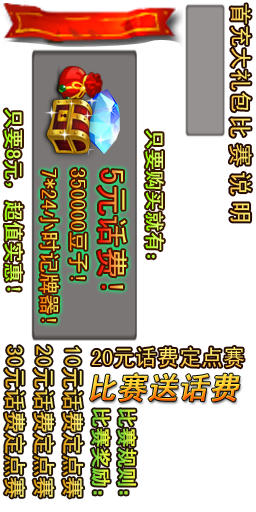 首充大礼包比赛说明
只要购买就有:
5元话费!
350000豆子!
7*24小时记牌器!
只要8元,超值实惠!
20元话费定点赛
比赛送话费
比赛规则:
比赛奖励:
10元话费定点赛
20元话费定点赛
30元话费定点赛